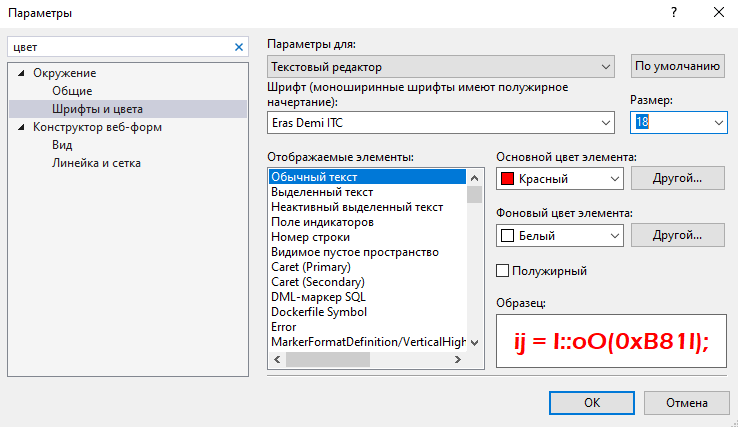 Параметры
?
цвет
Окружение
Общие
Шрифты и цвета
Конструктор веб-форм
Вид
Линейка и сетка
Параметры для:
Текстовый редактор
По умолчанию
Шрифт (моноширинные шрифты имеют полужирное
начертание):
Размер:
Eras Demi ITC
18
Отображаемые элементы:
Обычный текст
Выделенный текст
Неактивный выделенный текст
Поле индикаторов
Номер строки
Видимое пустое пространство
Caret (Primary)
Caret (Secondary)
DML-маркер SQL
Dockerfile Symbol
Error
MarkerFormatDefinition/VerticalHigh
Основной цвет элемента:
Красный
Другой...
Фоновый цвет элемента:
Белый
Другой...
Полужирный
Образец:
ij = I::oO(0xB81l);
ОК
Отмена